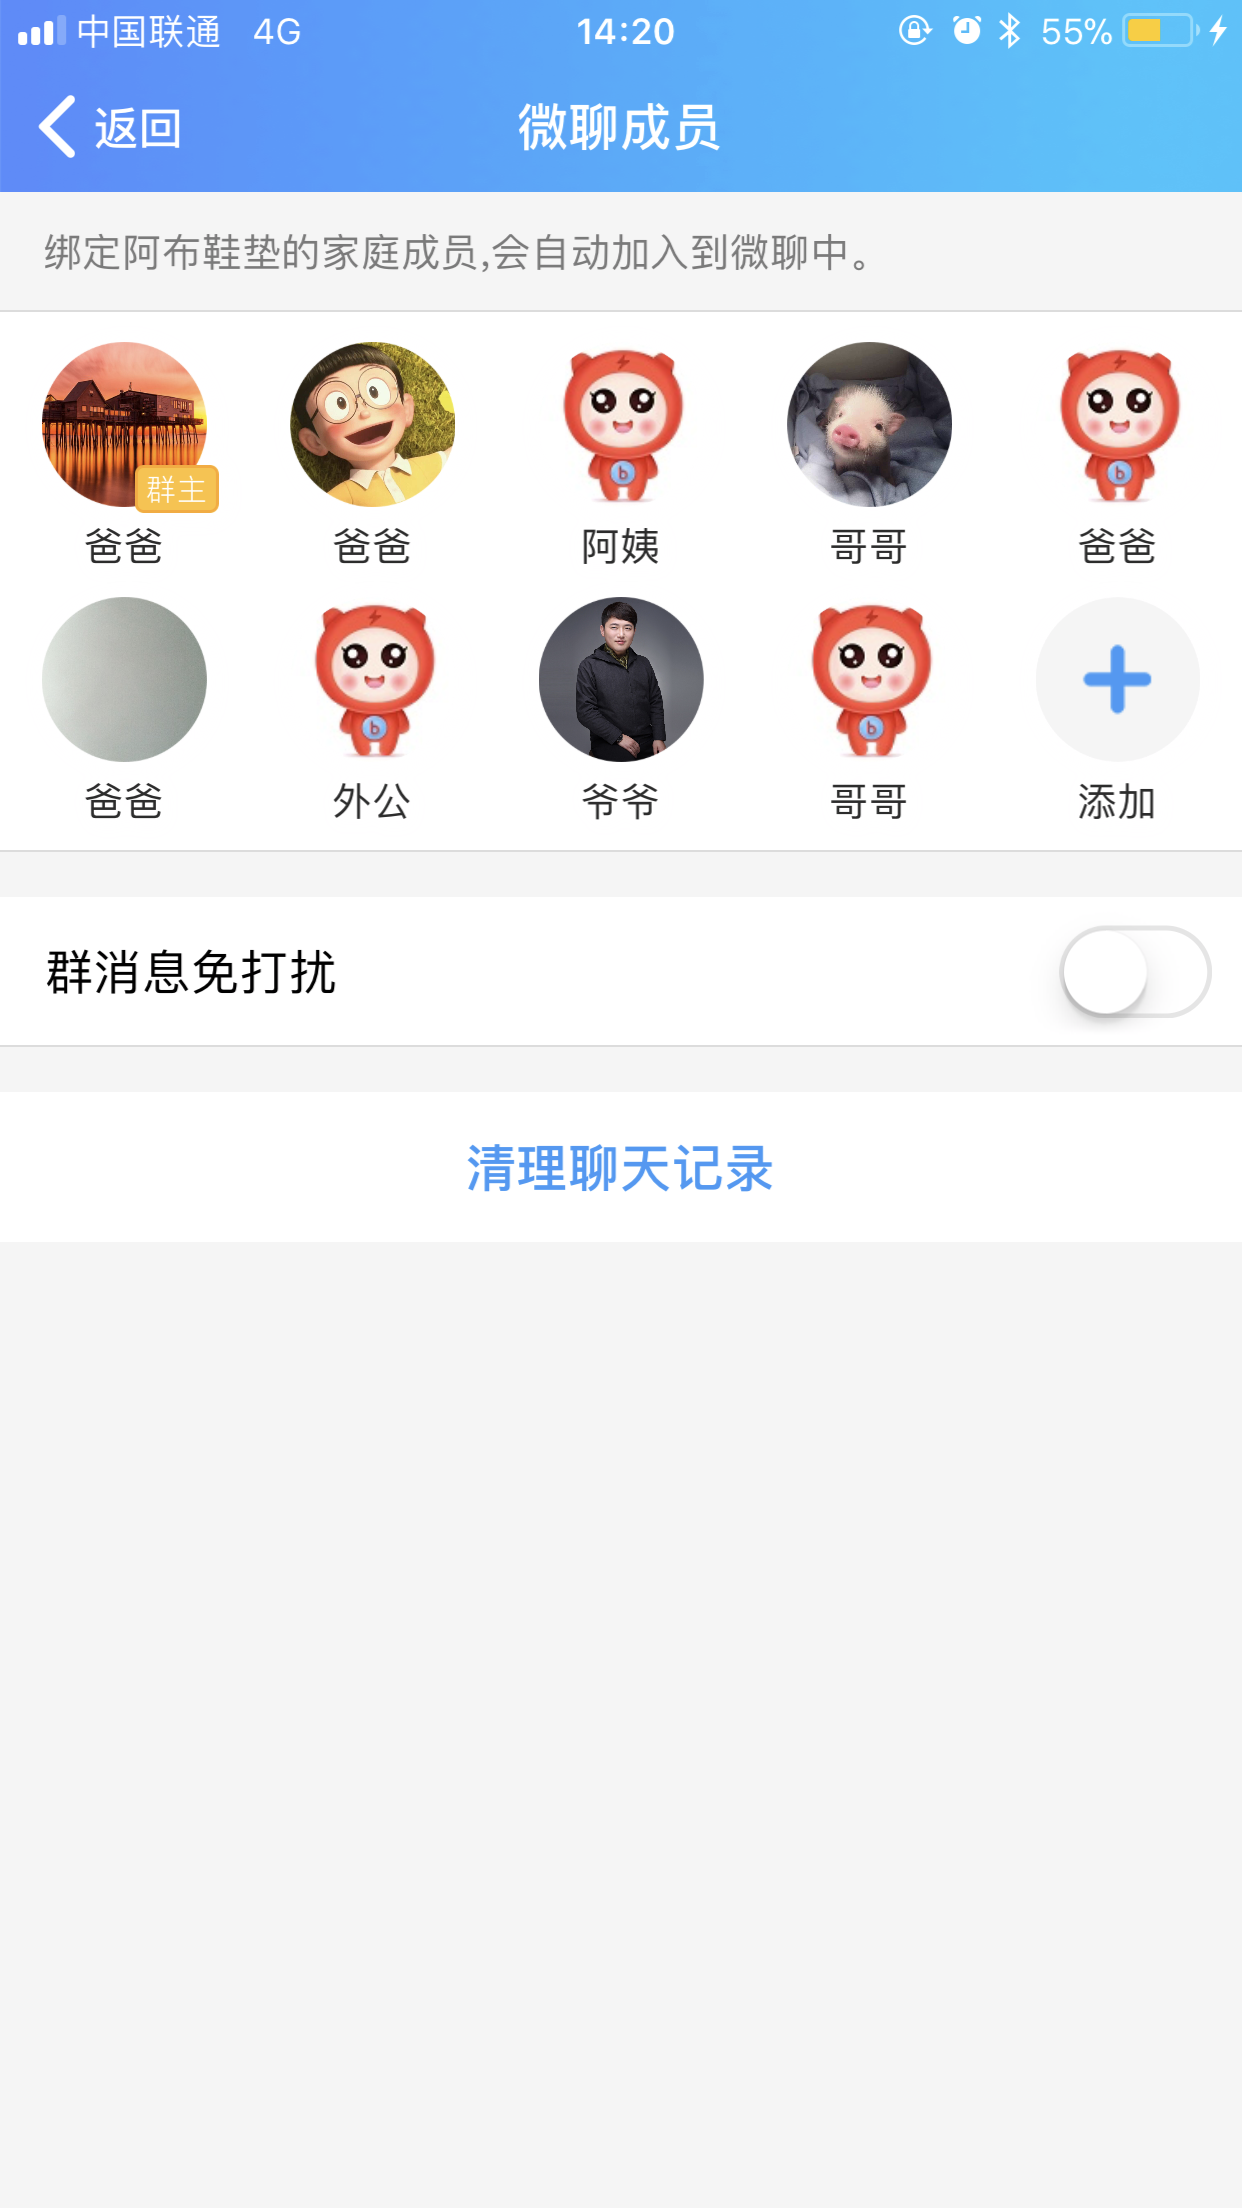 中国联通 4G 14:20 55%
返回 微聊成员
绑定阿布鞋垫的家庭成员,会自动加入到微聊中。
群主
爸爸 爸爸 阿姨 哥哥 爸爸
爸爸 外公 爷爷 哥哥 添加
群消息免打扰
清理聊天记录